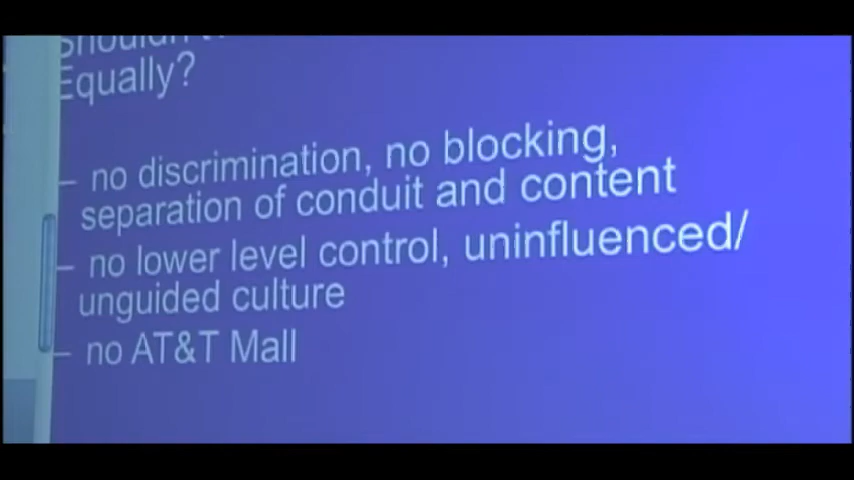 Equally?
– no discrimination, no blocking,
separation of conduit and content
– no lower level control, uninfluenced/
unguided culture
– no AT&T Mall